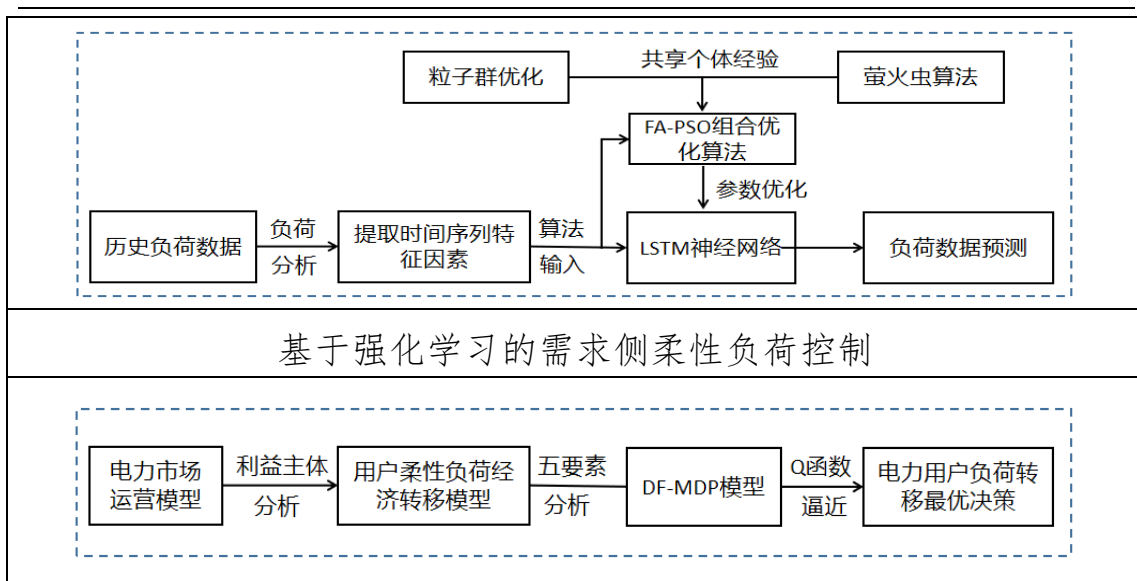 粒子群优化
共享个体经验
萤火虫算法
FA-PSO组合优
化算法
参数优化
历史负荷数据
负荷
分析
提取时间序列特
征因素
算法
输入
LSTM神经网络
负荷数据预测
基于强化学习的需求侧柔性负荷控制
电力市场
运营模型
利益主体
分析
用户柔性负荷经
济转移模型
五要素
分析
DF-MDP模型
Q函数
逼近
电力用户负荷转
移最优决策